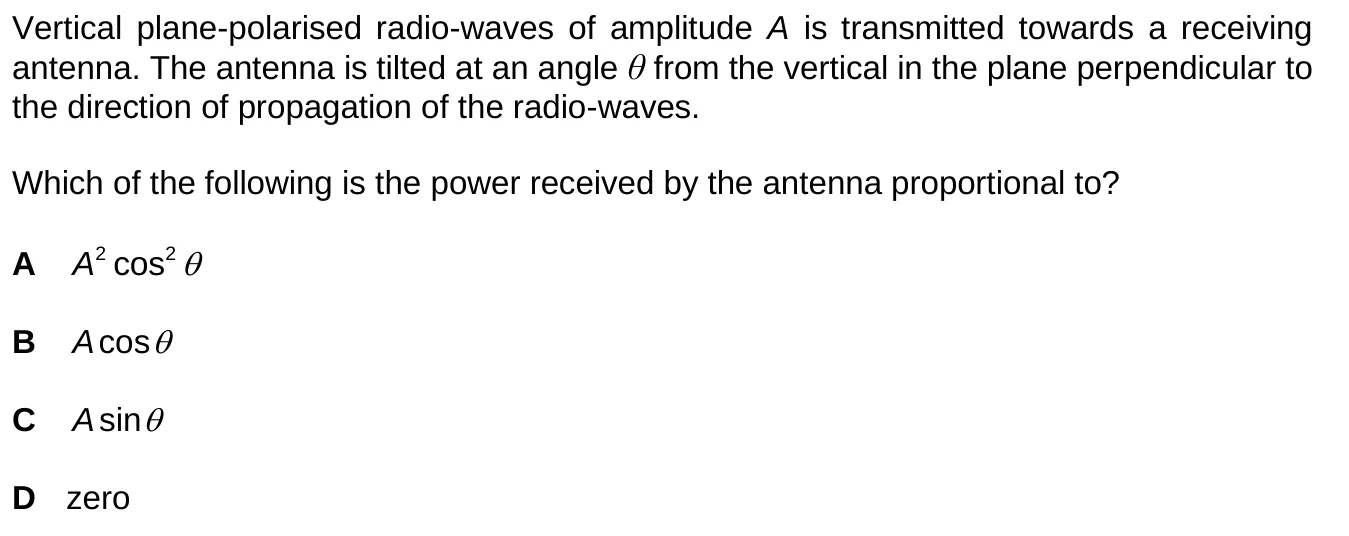 Vertical plane-polarised radio-waves of amplitude A is transmitted towards a receiving
antenna. The antenna is tilted at an angle θ from the vertical in the plane perpendicular to
the direction of propagation of the radio-waves.
Which of the following is the power received by the antenna proportional to?
A A² cos² θ
B A cos θ
C A sin θ
D zero